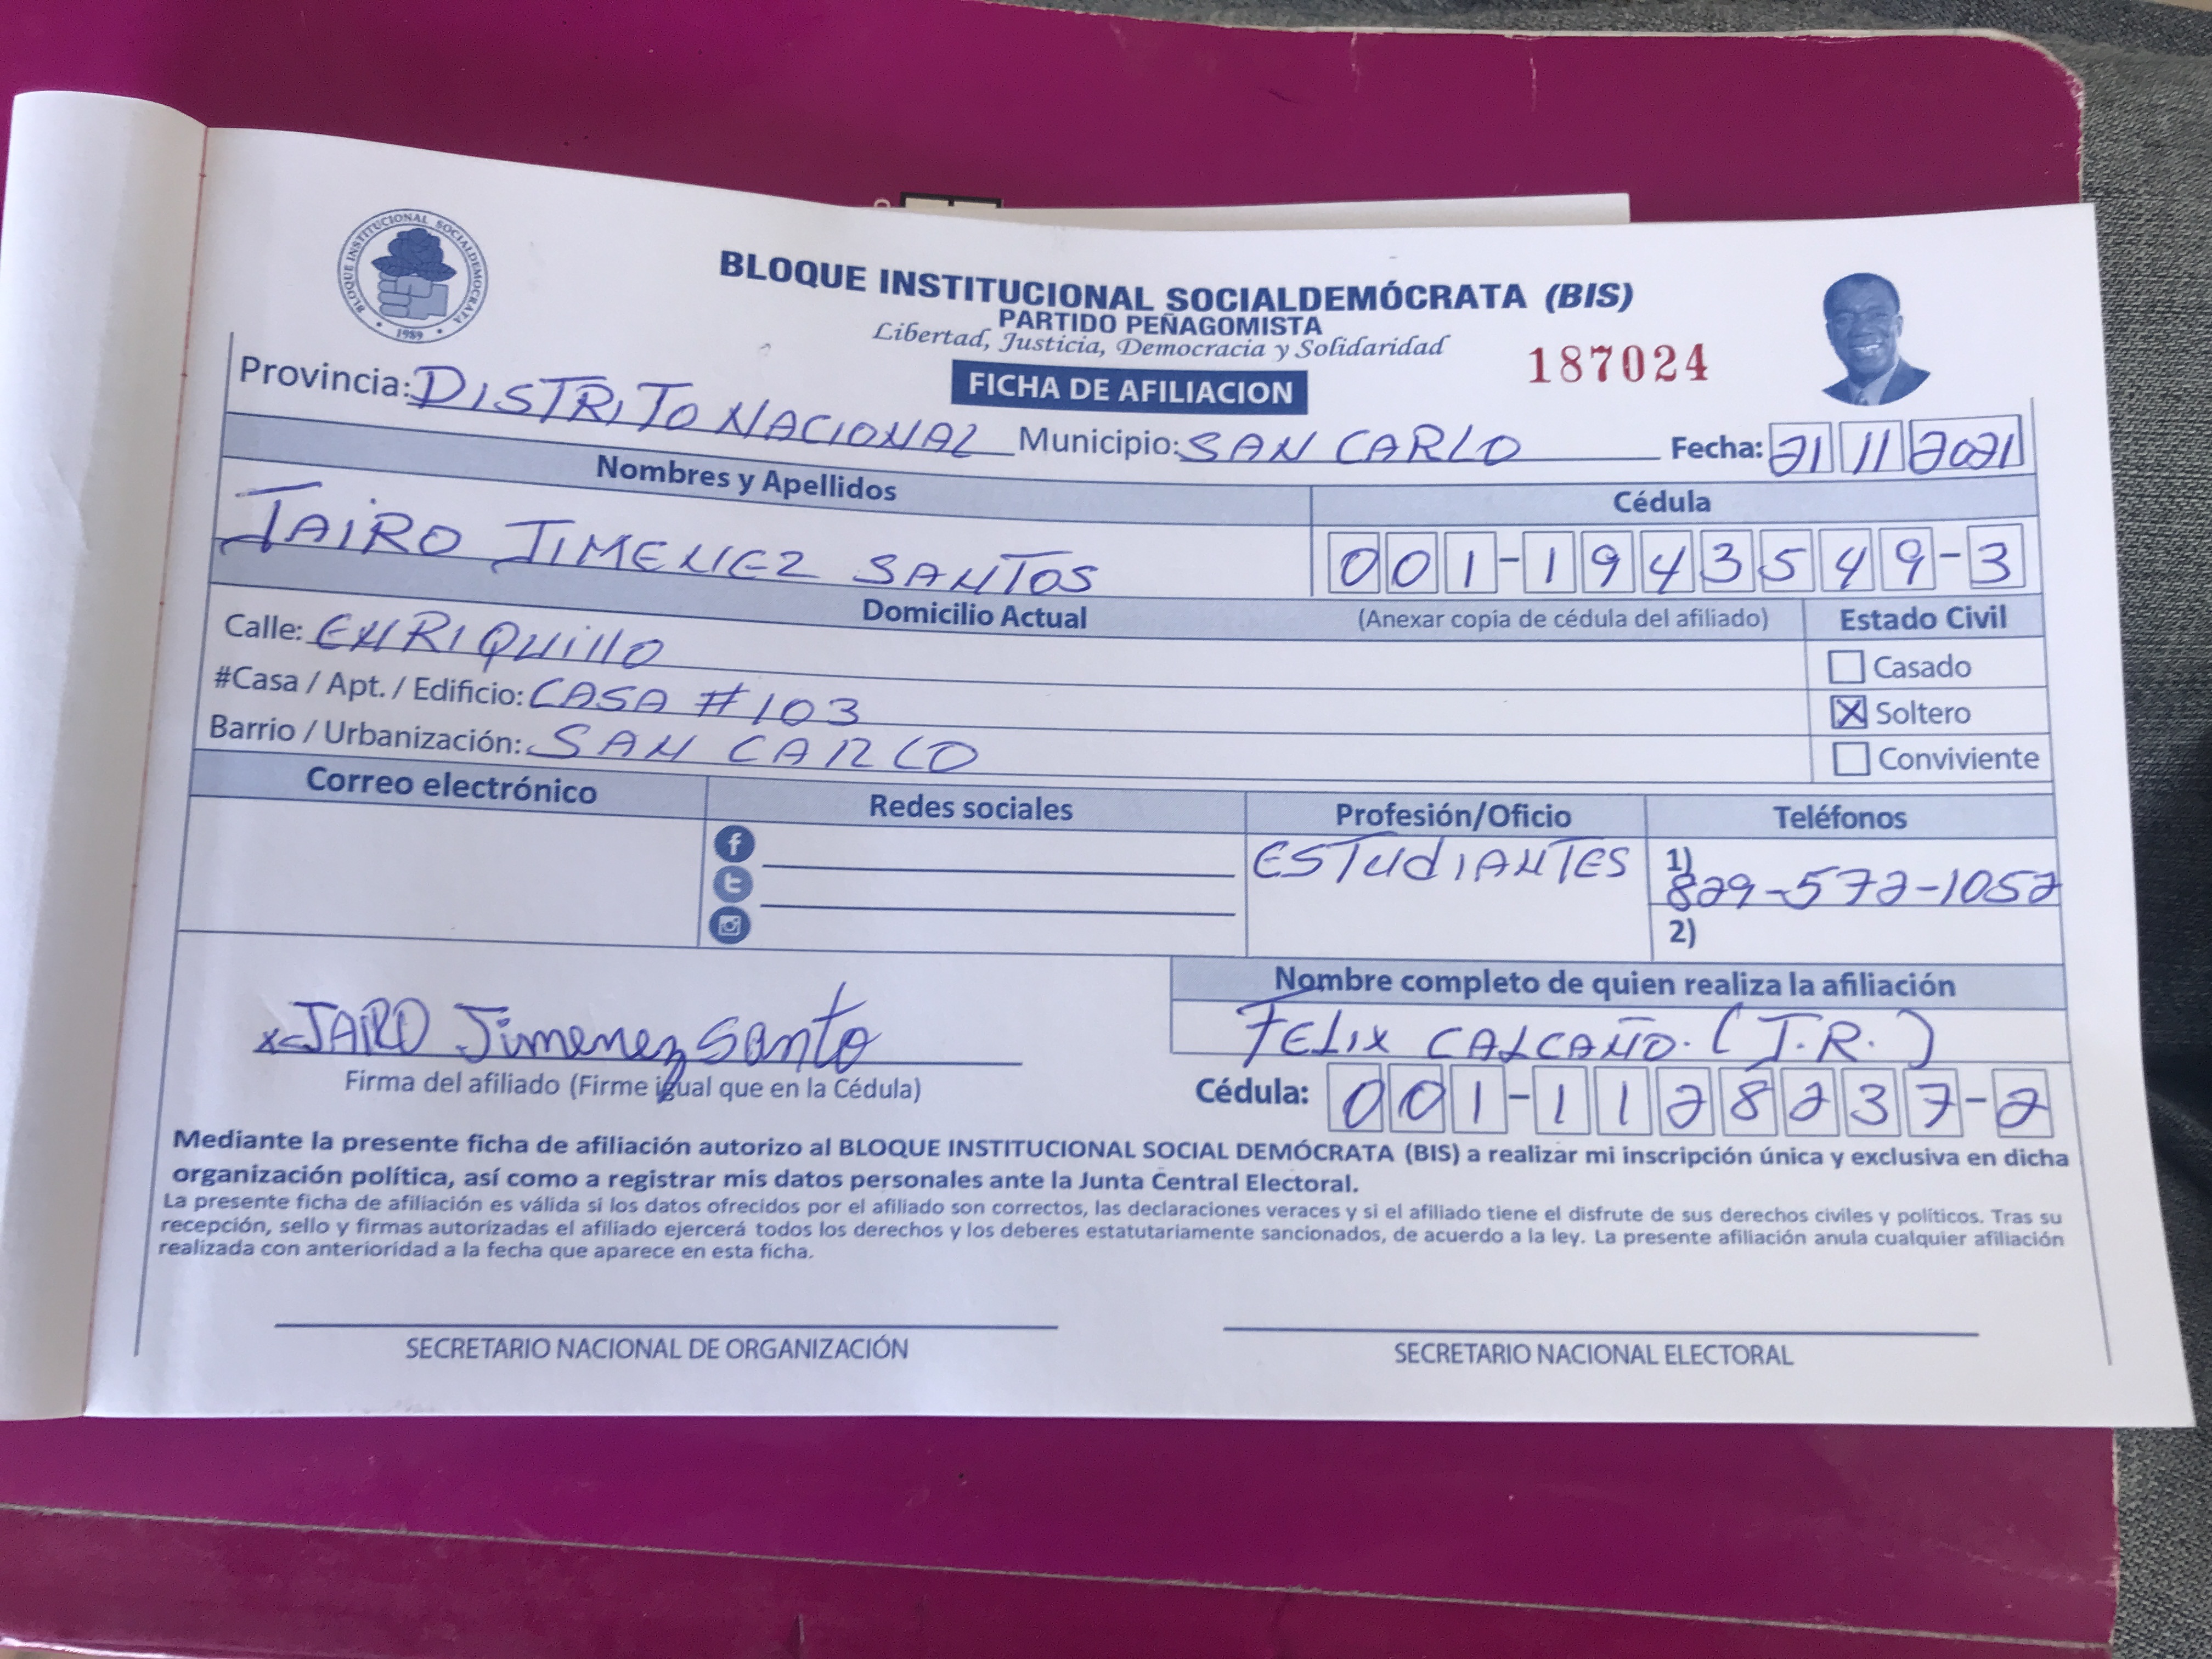 BLOQUE INSTITUCIONAL SOCIALDEMOCRATA
1989
BLOQUE INSTITUCIONAL SOCIALDEMÓCRATA (BIS)
PARTIDO PEÑAGOMISTA
Libertad, Justicia, Democracia y Solidaridad
187024
FICHA DE AFILIACION
Provincia: DISTRITO NACIONAL Municipio: SAN CARLO Fecha: 21 11 2021
Nombres y Apellidos Cédula
JAIRO JIMENEZ SANTOS 001-1943549-3
Domicilio Actual (Anexar copia de cédula del afiliado) Estado Civil
Calle: ENRIQUILLO Casado
#Casa / Apt. / Edificio: CASA #103 X Soltero
Barrio / Urbanización: SAN CARLO Conviviente
Correo electrónico Redes sociales Profesión/Oficio Teléfonos
ESTUDIANTES 1) 829-572-1052
2)
Nombre completo de quien realiza la afiliación
x JAIRO Jimenez Santo FELIX CALCAÑO. (J.R.)
Firma del afiliado (Firme igual que en la Cédula) Cédula: 001-1128237-2
Mediante la presente ficha de afiliación autorizo al BLOQUE INSTITUCIONAL SOCIAL DEMÓCRATA (BIS) a realizar mi inscripción única y exclusiva en dicha
organización política, así como a registrar mis datos personales ante la Junta Central Electoral.
La presente ficha de afiliación es válida si los datos ofrecidos por el afiliado son correctos, las declaraciones veraces y si el afiliado tiene el disfrute de sus derechos civiles y políticos. Tras su
recepción, sello y firmas autorizadas el afiliado ejercerá todos los derechos y los deberes estatutariamente sancionados, de acuerdo a la ley. La presente afiliación anula cualquier afiliación
realizada con anterioridad a la fecha que aparece en esta ficha.
SECRETARIO NACIONAL DE ORGANIZACIÓN SECRETARIO NACIONAL ELECTORAL